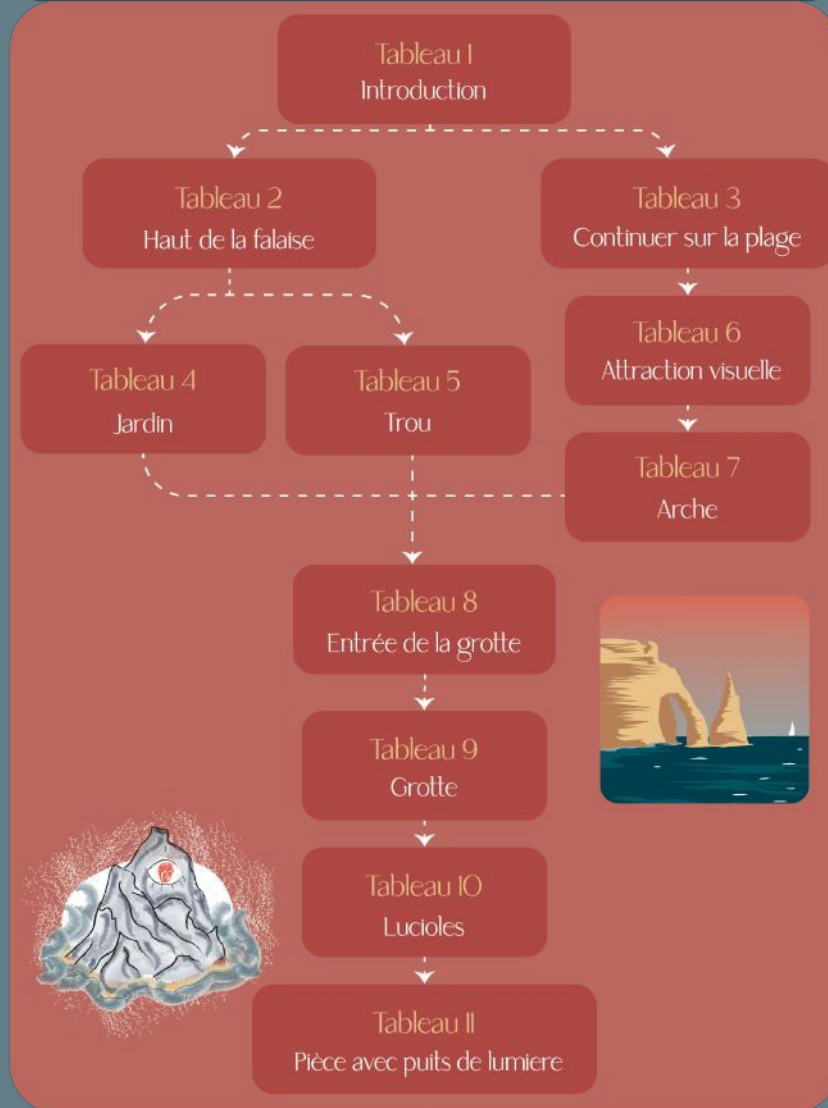 Tableau 1
Introduction
Tableau 2
Haut de la falaise
Tableau 3
Continuer sur la plage
Tableau 4
Jardin
Tableau 5
Trou
Tableau 6
Attraction visuelle
Tableau 7
Arche
Tableau 8
Entrée de la grotte
Tableau 9
Grotte
Tableau 10
Lucioles
Tableau 11
Pièce avec puits de lumiere